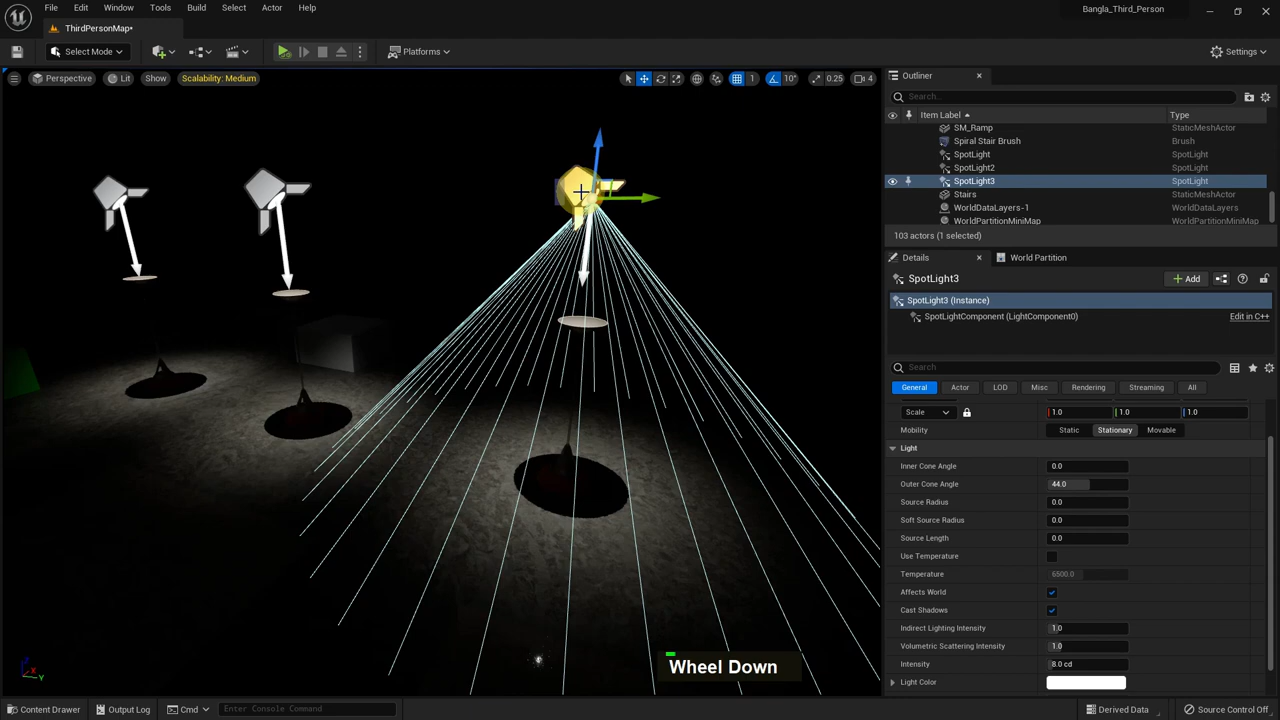 File Edit Window Tools Build Select Actor Help
Bangla_Third_Person
ThirdPersonMap*
Select Mode
Platforms
Settings
Perspective Lit Show Scalability: Medium
1 10° 0.25 4
Outliner
Search...
Item Label Type
SM_Ramp StaticMeshActor
Spiral Stair Brush Brush
SpotLight SpotLight
SpotLight2 SpotLight
SpotLight3 SpotLight
Stairs StaticMeshActor
WorldDataLayers-1 WorldDataLayers
WorldPartitionMiniMap WorldPartitionMiniMap
103 actors (1 selected)
Details World Partition
SpotLight3
Add
SpotLight3 (Instance)
SpotLightComponent (LightComponent0) Edit in C++
Search
General Actor LOD Misc Rendering Streaming All
Scale 1.0 1.0 1.0
Mobility Static Stationary Movable
Light
Inner Cone Angle 0.0
Outer Cone Angle 44.0
Source Radius 0.0
Soft Source Radius 0.0
Source Length 0.0
Use Temperature
Temperature 6500.0
Affects World
Cast Shadows
Indirect Lighting Intensity 1.0
Volumetric Scattering Intensity 1.0
Intensity 8.0 cd
Light Color
Wheel Down
Z X Y
Content Drawer Output Log Cmd Enter Console Command
Derived Data Source Control Off